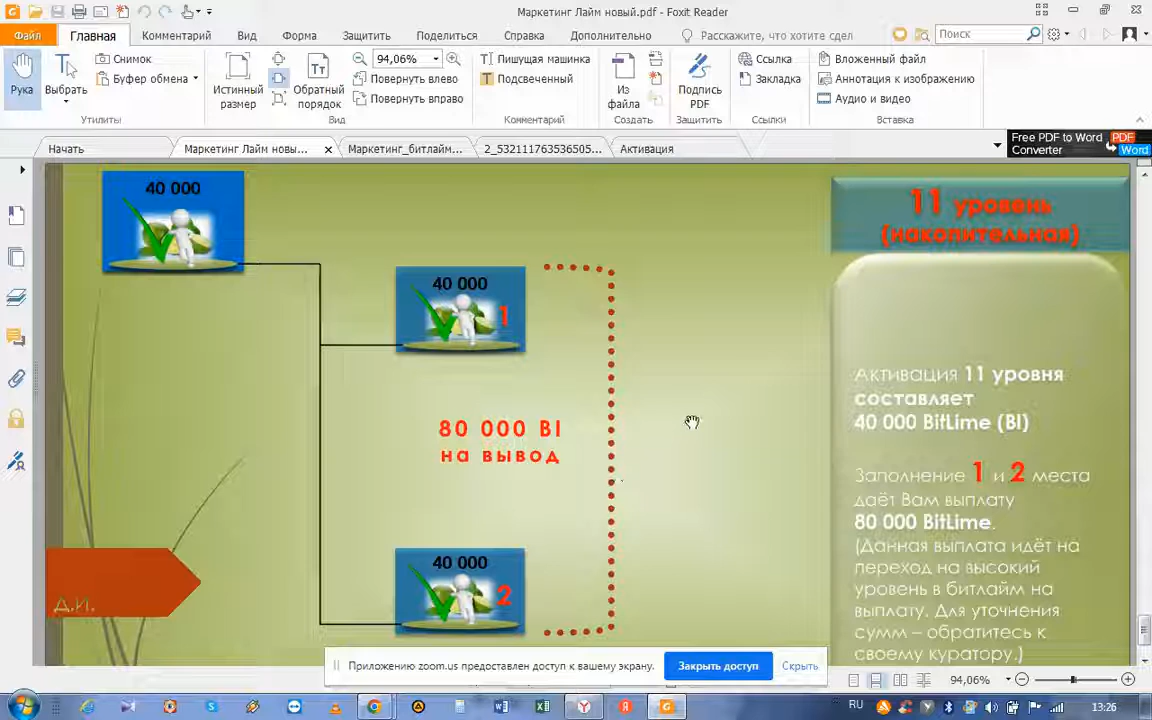 Маркетинг Лайм новый.pdf - Foxit Reader
Файл Главная Комментарий Вид Форма Защитить Поделиться Справка Дополнительно Расскажите, что хотите сдел Поиск
Рука
Выбрать
Снимок
Буфер обмена
Утилиты
Истинный
размер
Обратный
порядок
94,06%
Повернуть влево
Повернуть вправо
Вид
Пишущая машинка
Подсвеченный
Комментарий
Из
файла
Создать
Подпись
PDF
Защитить
Ссылка
Закладка
Ссылки
Вложенный файл
Аннотация к изображению
Аудио и видео
Вставка
Начать
Маркетинг Лайм новы...
Маркетинг_битлайм...
2_532111763536505...
Активация
Free PDF to Word PDF
Converter Word
40 000
40 000
1
80 000 BI
на вывод
40 000
2
Д.И.
11 уровень
(накопительная)
Активация 11 уровня
составляет
40 000 BitLime (BI)
Заполнение 1 и 2 места
даёт Вам выплату
80 000 BitLime.
(Данная выплата идёт на
переход на высокий
уровень в битлайм на
выплату. Для уточнения
сумм – обратитесь к
своему куратору.)
Приложению zoom.us предоставлен доступ к вашему экрану. Закрыть доступ Скрыть
94,06%
RU
13:26